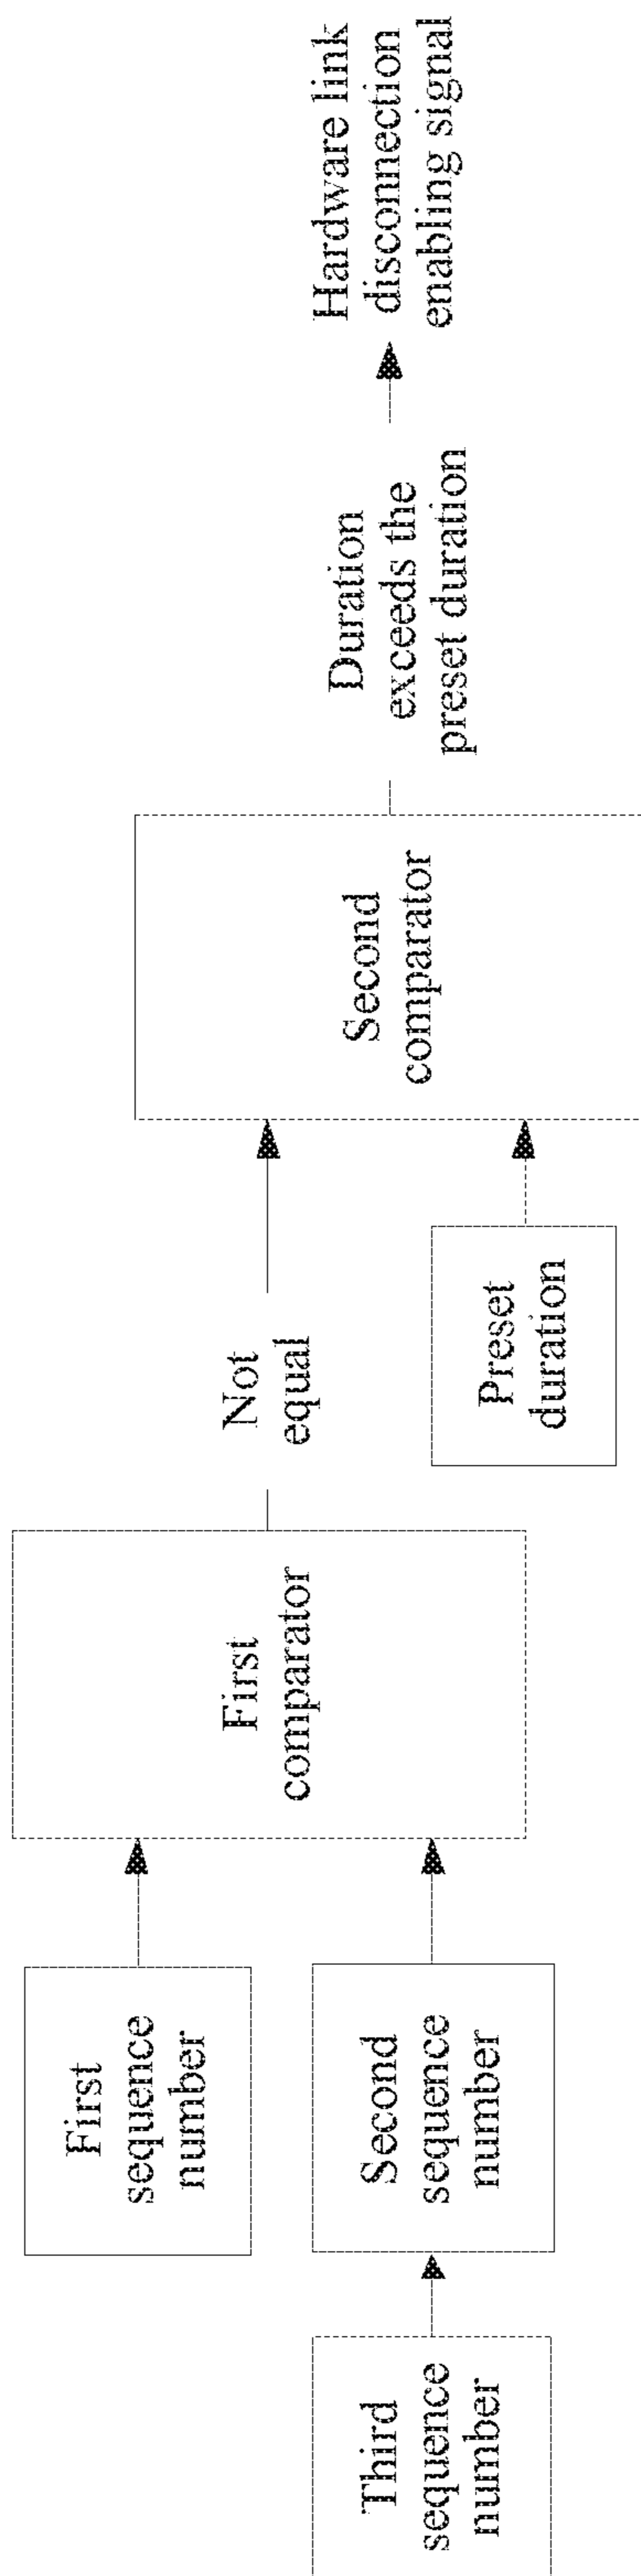 Third
sequence
number
First
sequence
number
Second
sequence
number
First
comparator
Not
equal
Preset
duration
Second
comparator
Duration
exceeds the
preset duration
Hardware link
disconnection
enabling signal